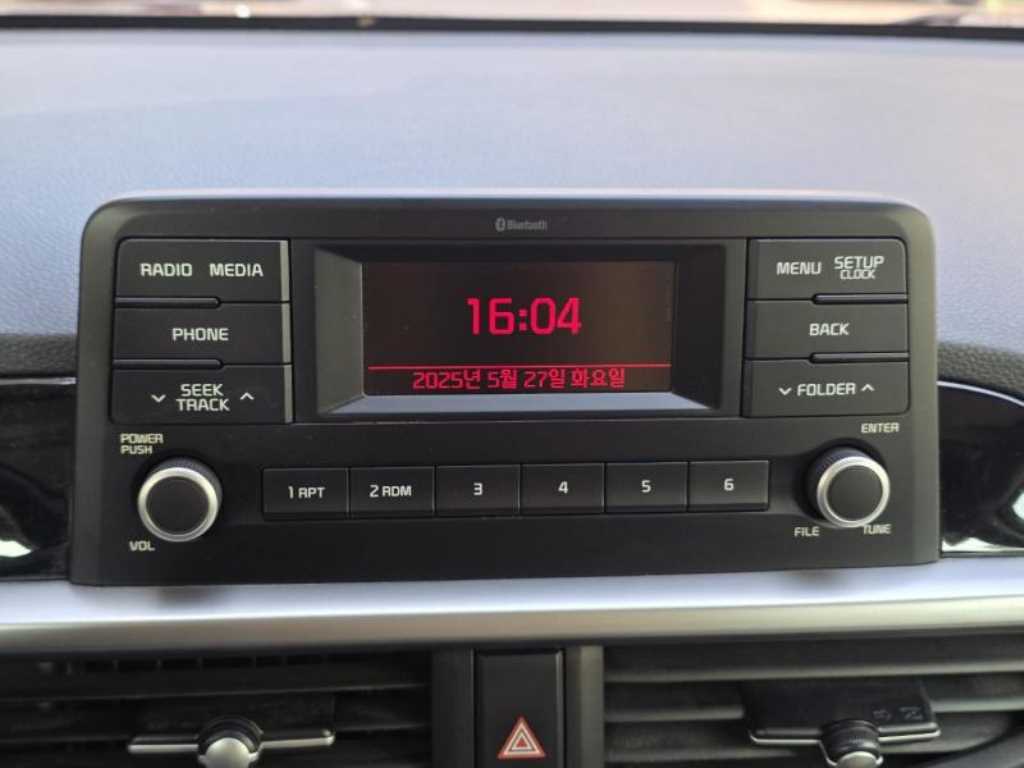 Bluetooth
RADIO MEDIA
MENU SETUP
CLOCK
16:04
PHONE
BACK
2025년 5월 27일 화요일
SEEK
TRACK
FOLDER
POWER
PUSH
ENTER
1 RPT
2 RDM
3
4
5
6
VOL
FILE
TUNE